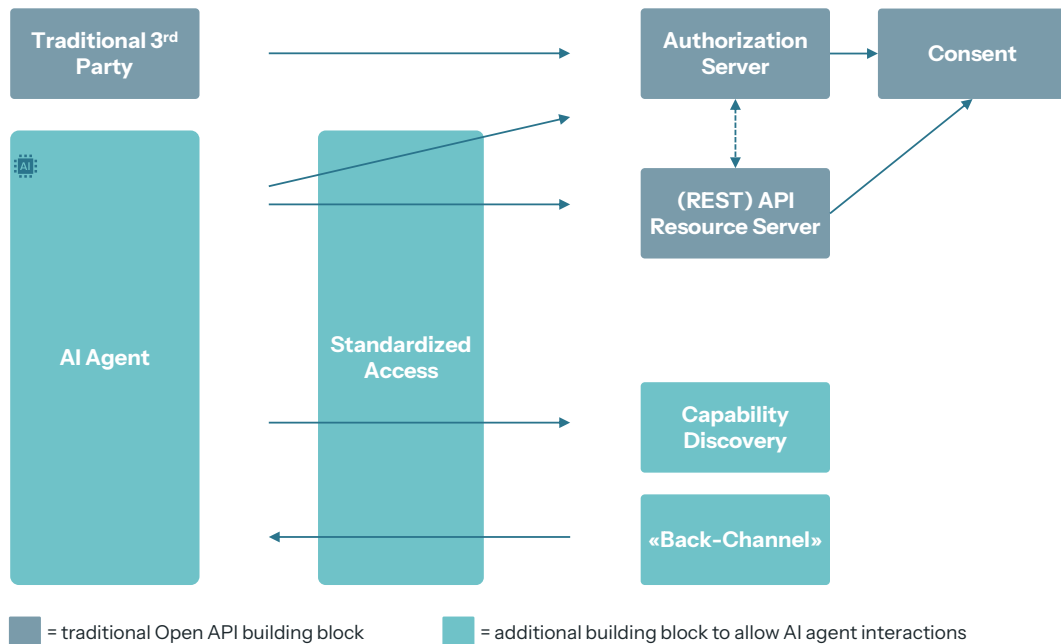 Traditional 3rd
Party
Authorization
Server
Consent
AI
(REST) API
Resource Server
AI Agent
Standardized
Access
Capability
Discovery
«Back-Channel»
= traditional Open API building block
= additional building block to allow AI agent interactions